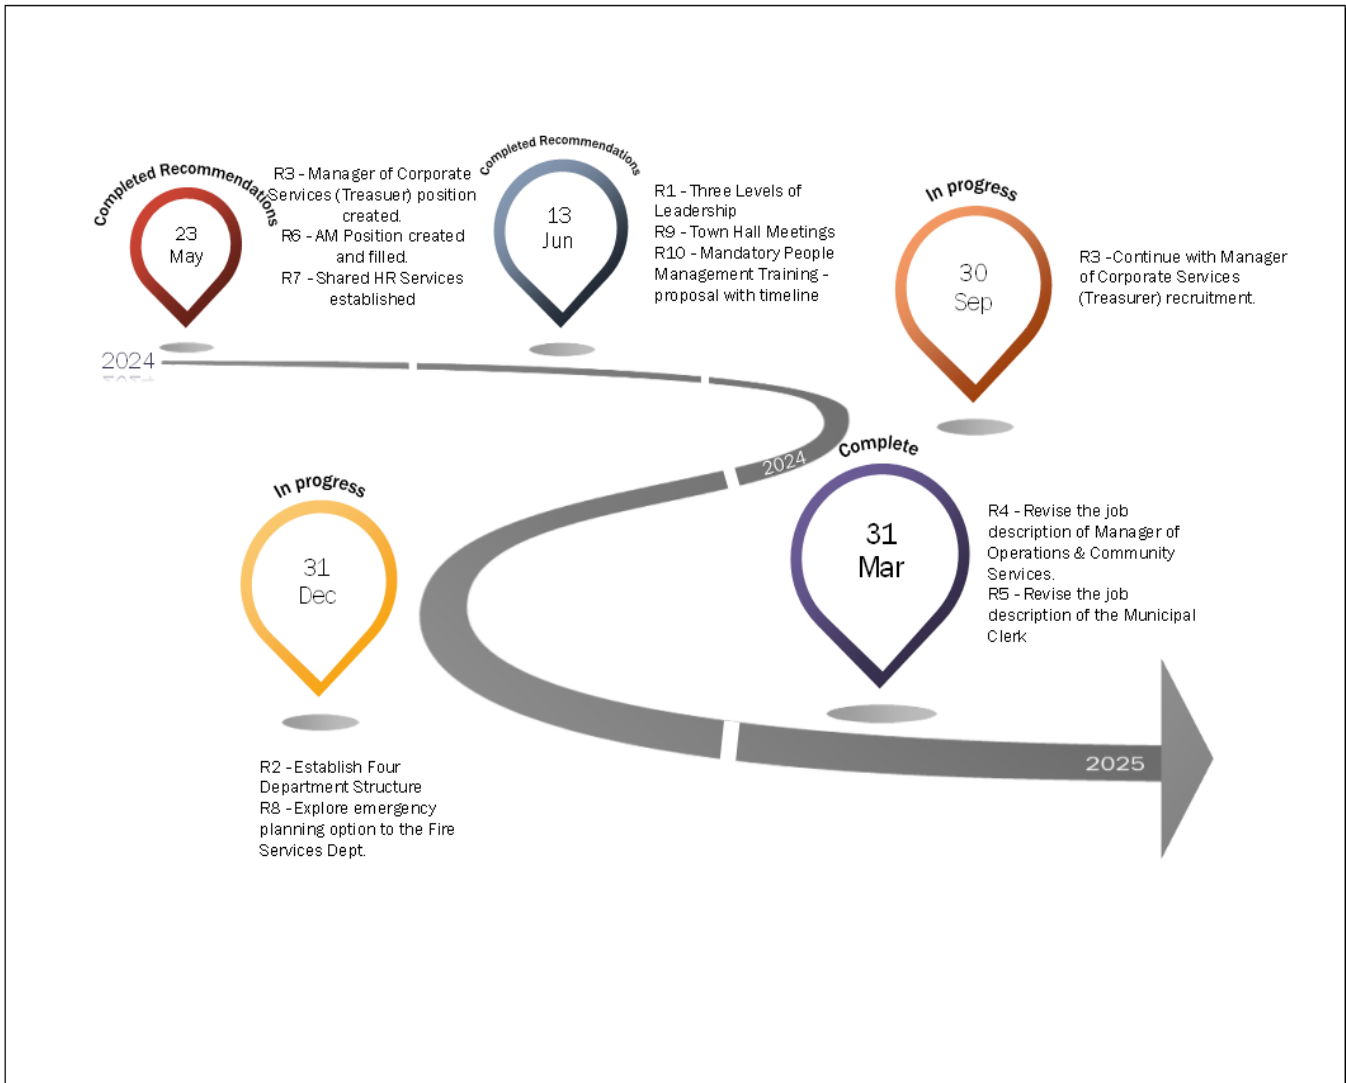 Completed Recommendations
23
May
R3 - Manager of Corporate
Services (Treasuer) position
created.
R6 - AM Position created
and filled.
R7 - Shared HR Services
established
Completed Recommendations
13
Jun
R1 - Three Levels of
Leadership
R9 - Town Hall Meetings
R10 - Mandatory People
Management Training -
proposal with timeline
In progress
30
Sep
R3 - Continue with Manager
of Corporate Services
(Treasurer) recruitment.
2024
2024
In progress
31
Dec
R2 - Establish Four
Department Structure
R8 - Explore emergency
planning option to the Fire
Services Dept.
Complete
31
Mar
R4 - Revise the job
description of Manager of
Operations & Community
Services.
R5 - Revise the job
description of the Municipal
Clerk
2025